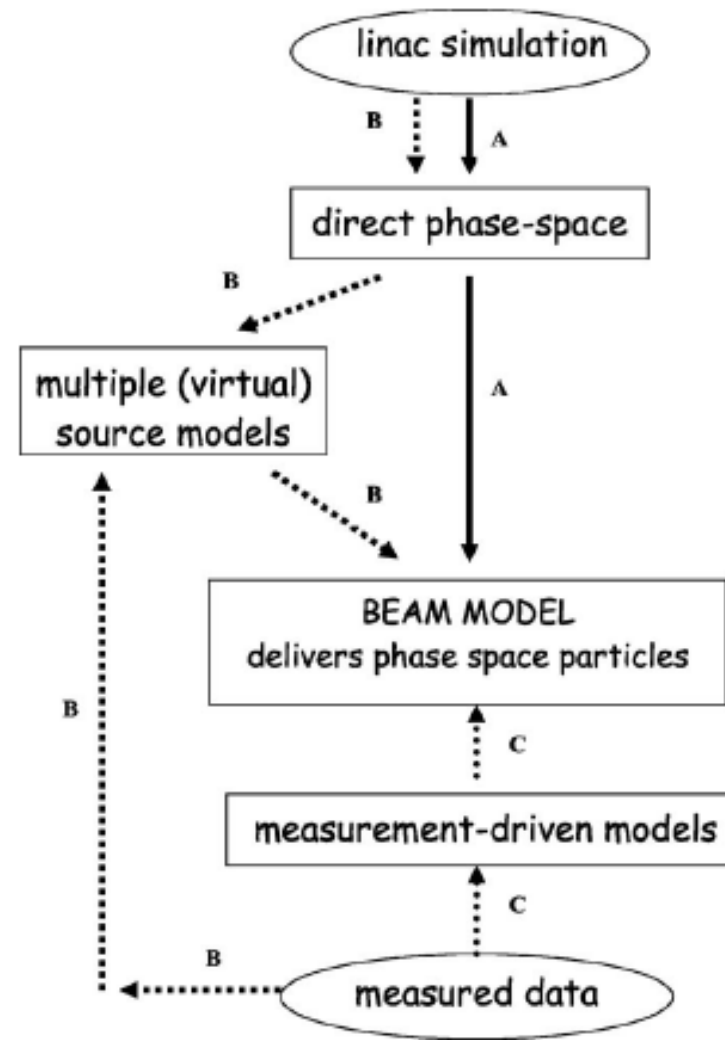 linac simulation
B
A
direct phase-space
B
multiple (virtual)
source models
A
B
BEAM MODEL
delivers phase space particles
B
C
measurement-driven models
C
B
measured data